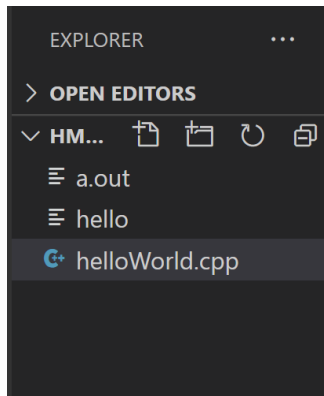 EXPLORER ...
OPEN EDITORS
HM...
a.out
hello
helloWorld.cpp